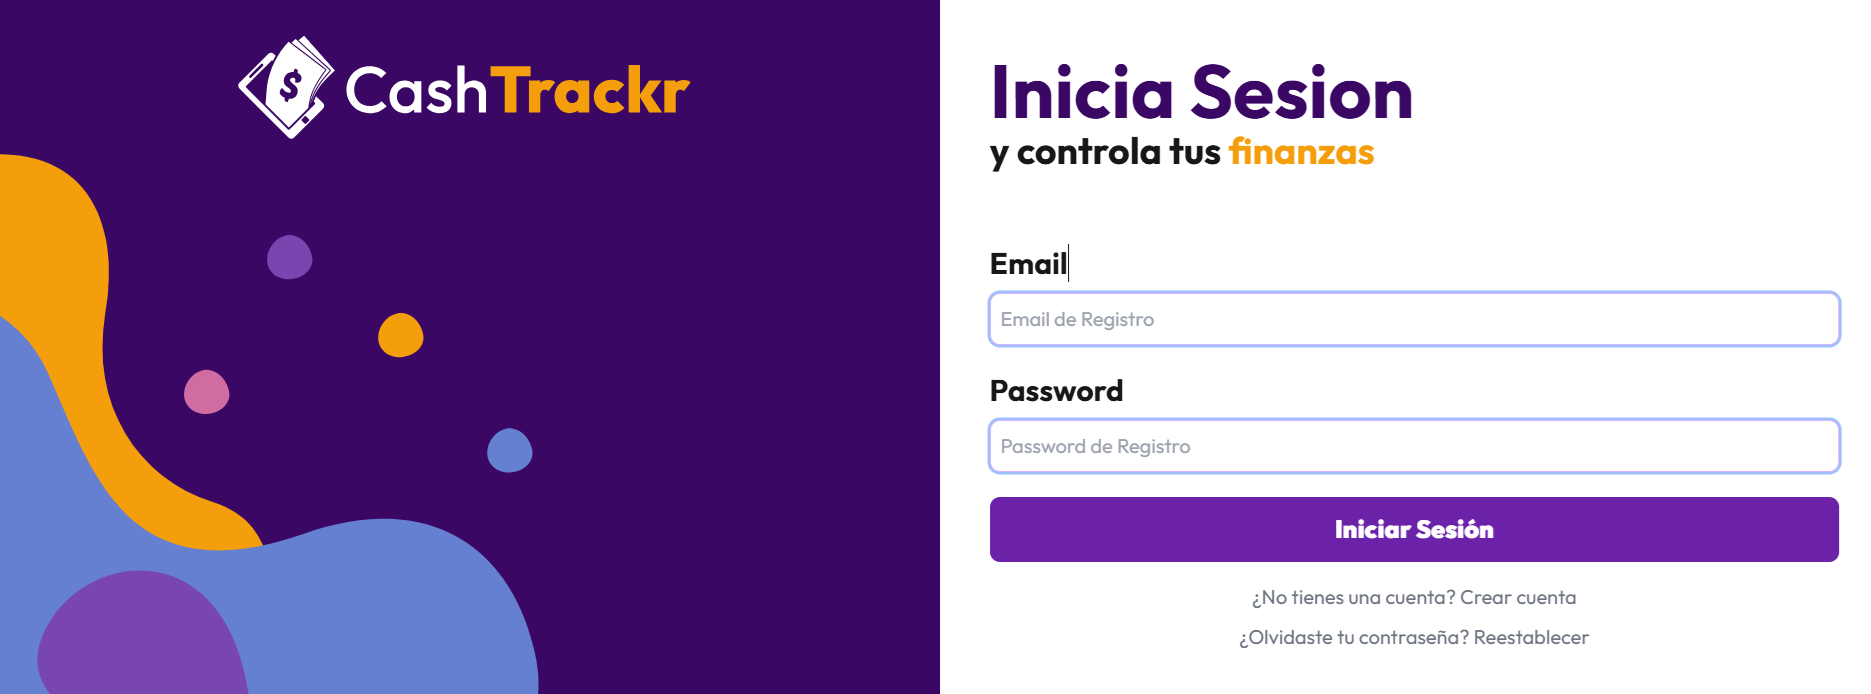 $
CashTrackr
Inicia Sesion
y controla tus finanzas
Email
Email de Registro
Password
Password de Registro
Iniciar Sesión
¿No tienes una cuenta? Crear cuenta
¿Olvidaste tu contraseña? Reestablecer